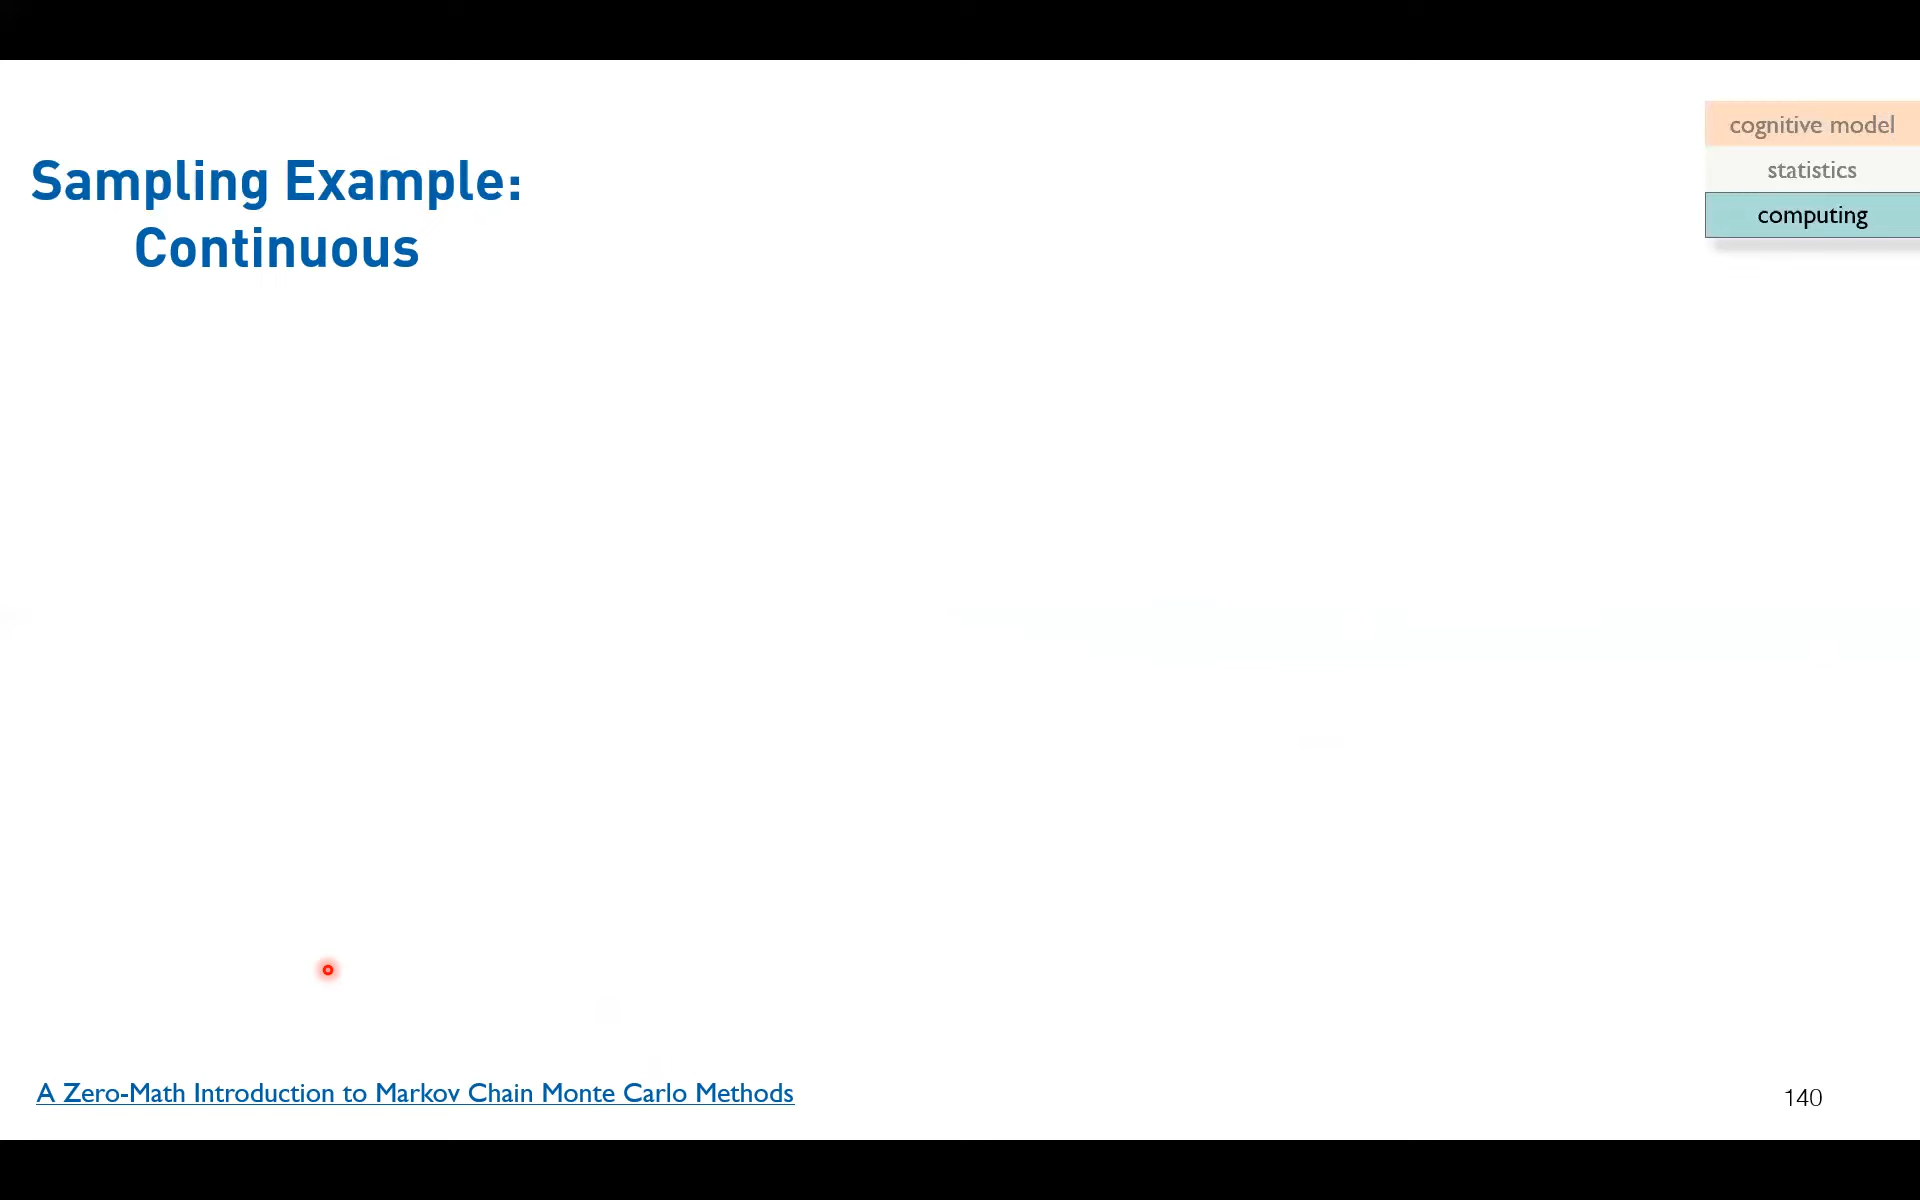 cognitive model
statistics
computing
Sampling Example:
Continuous
A Zero-Math Introduction to Markov Chain Monte Carlo Methods
140